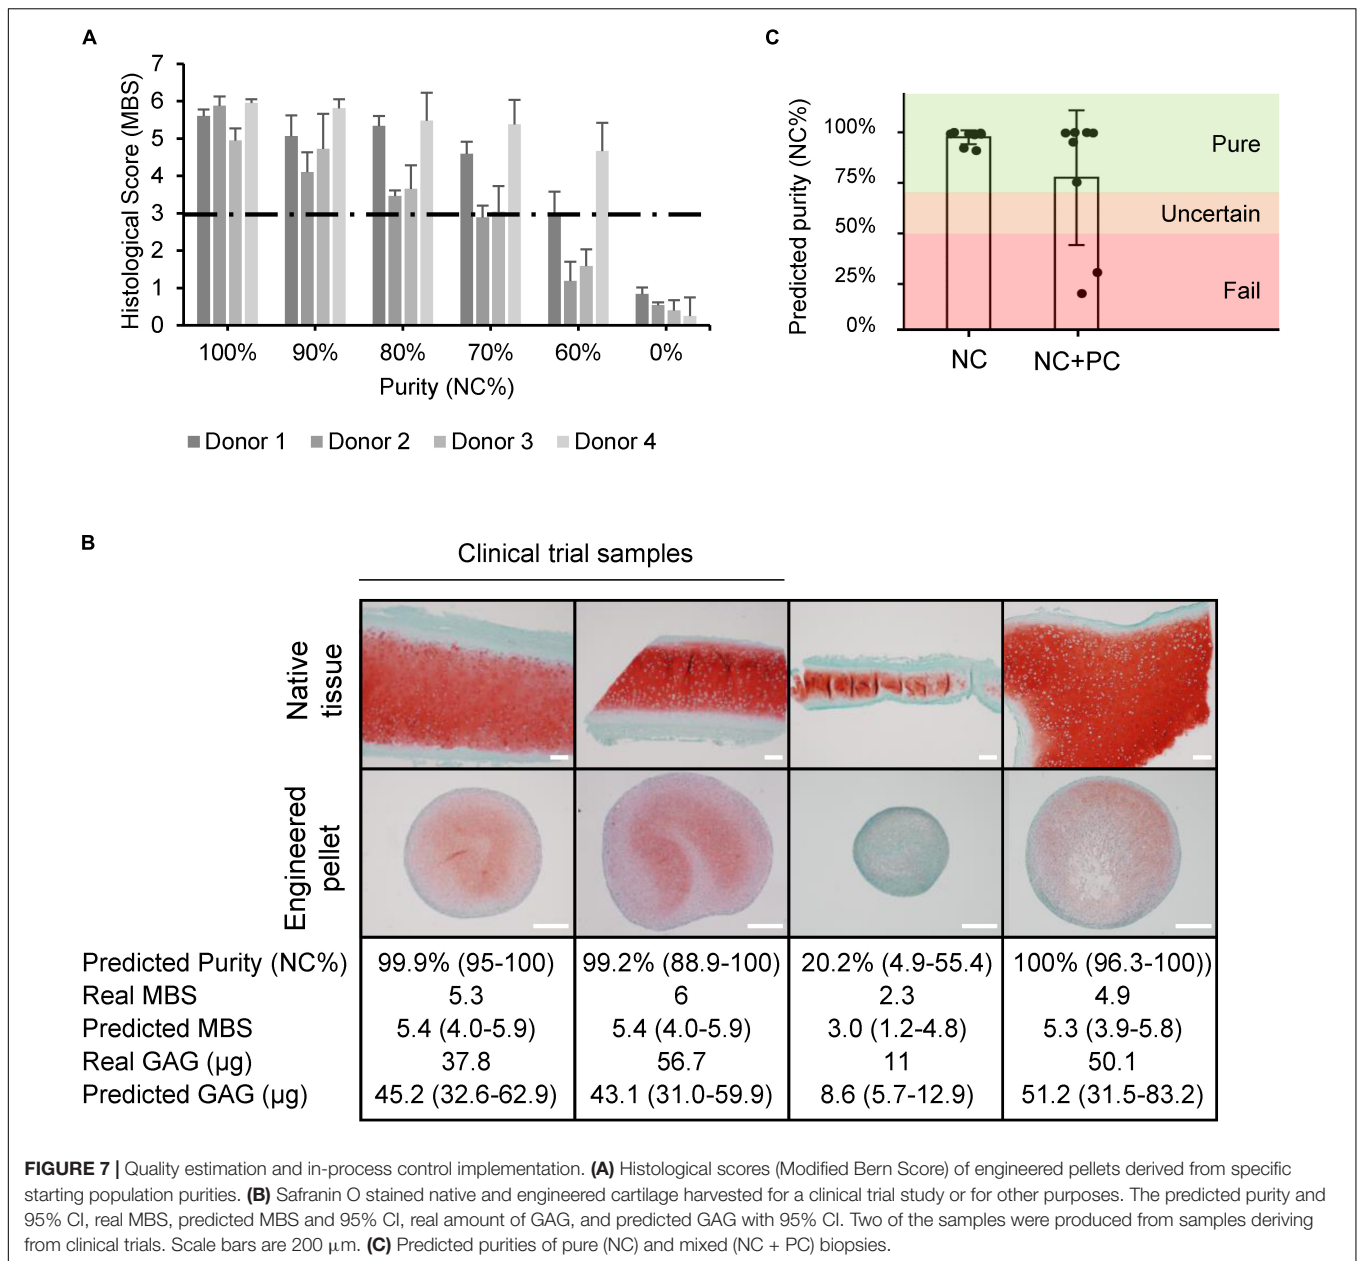 A
7
6
5
4
3
2
1
0
Histological Score (MBS)
100% 90% 80% 70% 60% 0%
Purity (NC%)
Donor 1 Donor 2 Donor 3 Donor 4
C
Predicted purity (NC%)
100%
75%
50%
25%
0%
Pure
Uncertain
Fail
NC NC+PC
B
Clinical trial samples
Native
tissue
Engineered
pellet
Predicted Purity (NC%) 99.9% (95-100) 99.2% (88.9-100) 20.2% (4.9-55.4) 100% (96.3-100))
Real MBS 5.3 6 2.3 4.9
Predicted MBS 5.4 (4.0-5.9) 5.4 (4.0-5.9) 3.0 (1.2-4.8) 5.3 (3.9-5.8)
Real GAG (µg) 37.8 56.7 11 50.1
Predicted GAG (µg) 45.2 (32.6-62.9) 43.1 (31.0-59.9) 8.6 (5.7-12.9) 51.2 (31.5-83.2)
FIGURE 7 | Quality estimation and in-process control implementation. (A) Histological scores (Modified Bern Score) of engineered pellets derived from specific
starting population purities. (B) Safranin O stained native and engineered cartilage harvested for a clinical trial study or for other purposes. The predicted purity and
95% CI, real MBS, predicted MBS and 95% CI, real amount of GAG, and predicted GAG with 95% CI. Two of the samples were produced from samples deriving
from clinical trials. Scale bars are 200 µm. (C) Predicted purities of pure (NC) and mixed (NC + PC) biopsies.